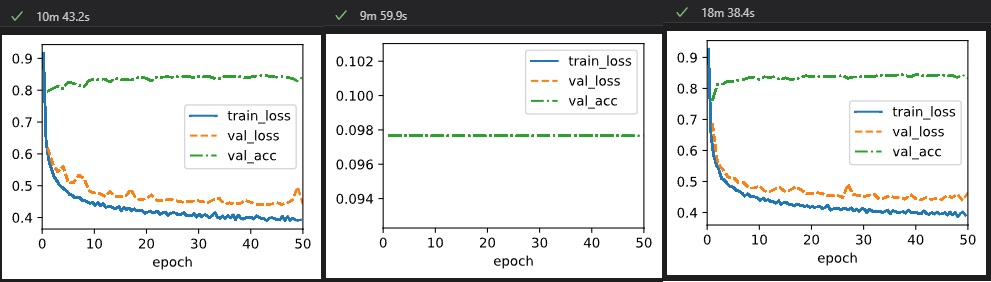 10m 43.2s
0.9
0.8
0.7
0.6
0.5
0.4
train_loss
val_loss
val_acc
0 10 20 30 40 50
epoch
9m 59.9s
0.102
0.100
0.098
0.096
0.094
train_loss
val_loss
val_acc
0 10 20 30 40 50
epoch
18m 38.4s
0.9
0.8
0.7
0.6
0.5
0.4
train_loss
val_loss
val_acc
0 10 20 30 40 50
epoch